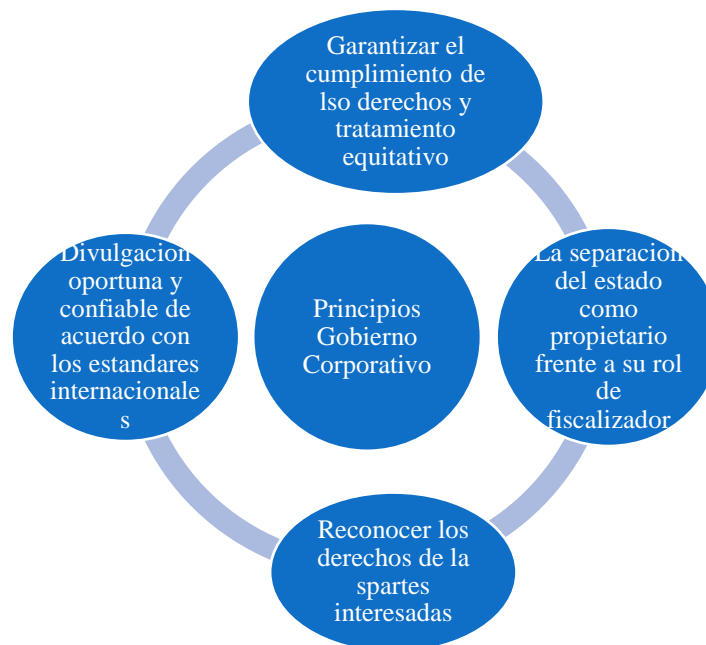 Garantizar el
cumplimiento de
lso derechos y
tratamiento
equitativo
Divulgacion
oportuna y
confiable de
acuerdo con
los estandares
internacionale
s
Principios
Gobierno
Corporativo
La separacion
del estado
como
propietario
frente a su rol
de
fiscalizador
Reconocer los
derechos de la
spartes
interesadas